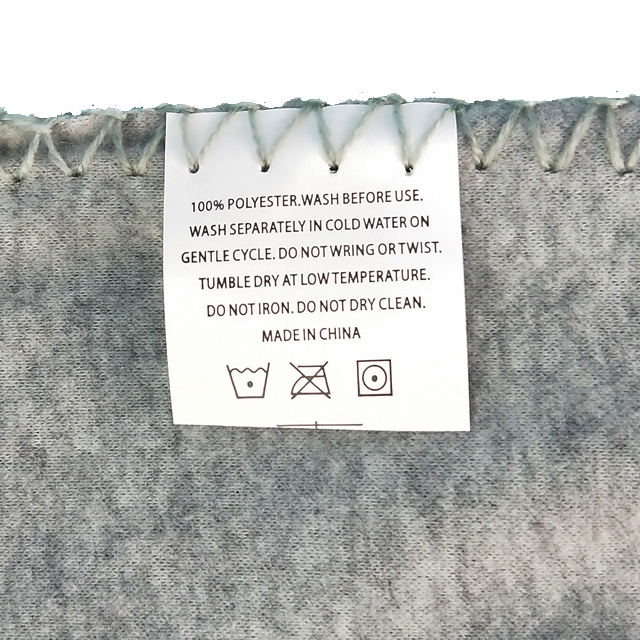 100% POLYESTER.WASH BEFORE USE.
WASH SEPARATELY IN COLD WATER ON
GENTLE CYCLE. DO NOT WRING OR TWIST.
TUMBLE DRY AT LOW TEMPERATURE.
DO NOT IRON. DO NOT DRY CLEAN.
MADE IN CHINA